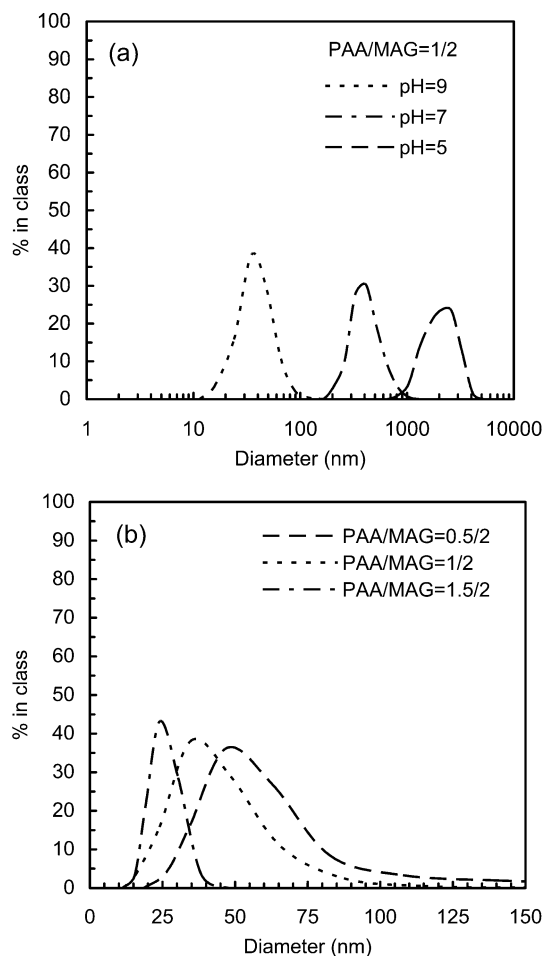 100
90
80
70
60
50
40
30
20
10
0
% in class
(a)
PAA/MAG=1/2
pH=9
pH=7
pH=5
1 10 100 1000 10000
Diameter (nm)
100
90
80
70
60
50
40
30
20
10
0
% in class
(b)
PAA/MAG=0.5/2
PAA/MAG=1/2
PAA/MAG=1.5/2
0 25 50 75 100 125 150
Diameter (nm)